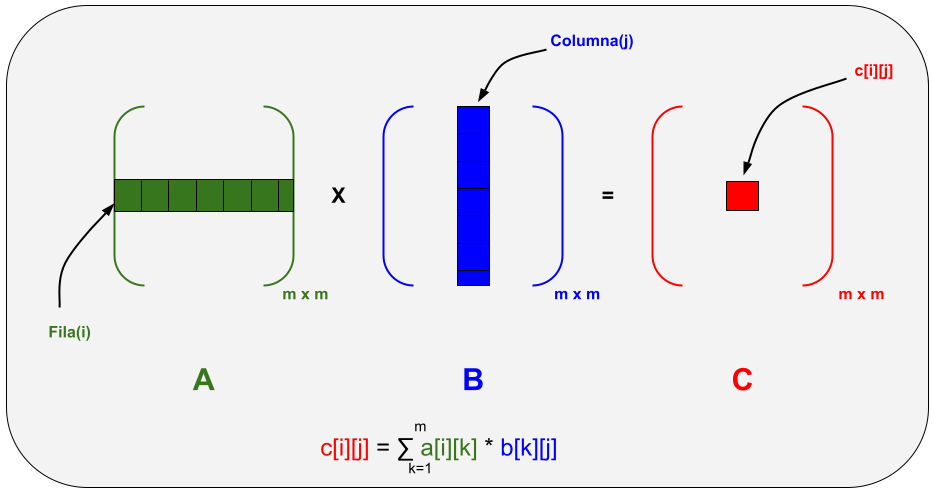 Columna(j)
c[i][j]
X
=
m x m
m x m
m x m
Fila(i)
A
B
C
m
c[i][j] = ∑ a[i][k] * b[k][j]
k=1